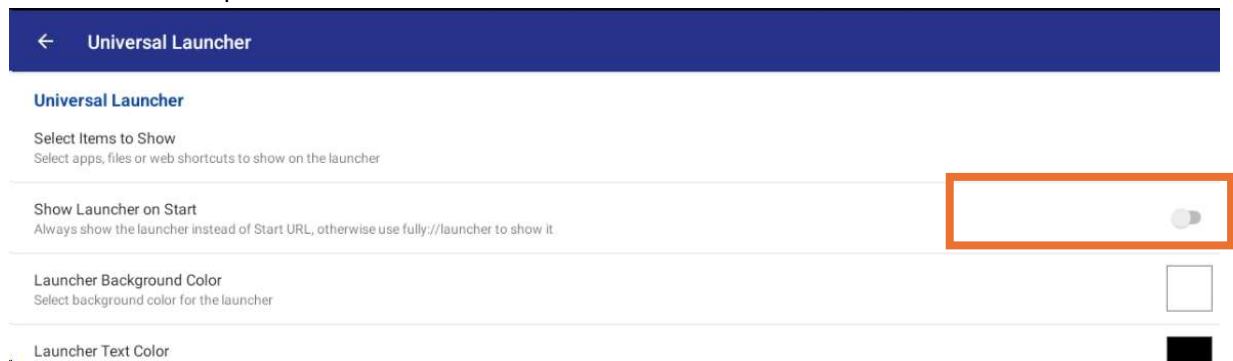 Universal Launcher
Universal Launcher
Select Items to Show
Select apps, files or web shortcuts to show on the launcher
Show Launcher on Start
Always show the launcher instead of Start URL, otherwise use fully://launcher to show it
Launcher Background Color
Select background color for the launcher
Launcher Text Color